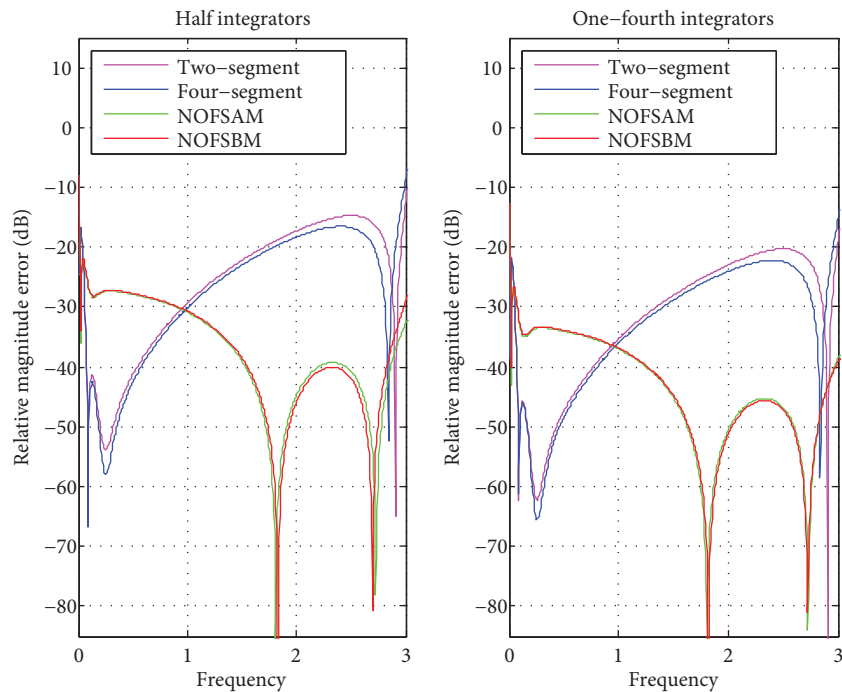 Half integrators
Two−segment
Four−segment
NOFSAM
NOFSBM
10
0
−10
−20
−30
−40
−50
−60
−70
−80
0
1
2
3
Frequency
Relative magnitude error (dB)
One−fourth integrators
Two−segment
Four−segment
NOFSAM
NOFSBM
10
0
−10
−20
−30
−40
−50
−60
−70
−80
0
1
2
3
Frequency
Relative magnitude error (dB)